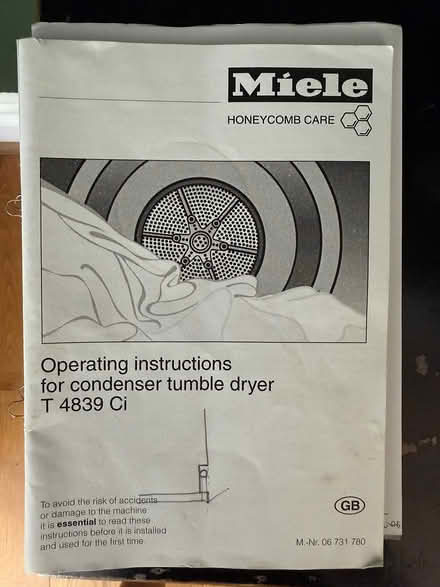 Miele
HONEYCOMB CARE
Operating instructions
for condenser tumble dryer
T 4839 Ci
To avoid the risk of accidents
or damage to the machine
it is essential to read these
instructions before it is installed
and used for the first time.
GB
M.-Nr. 06 731 780